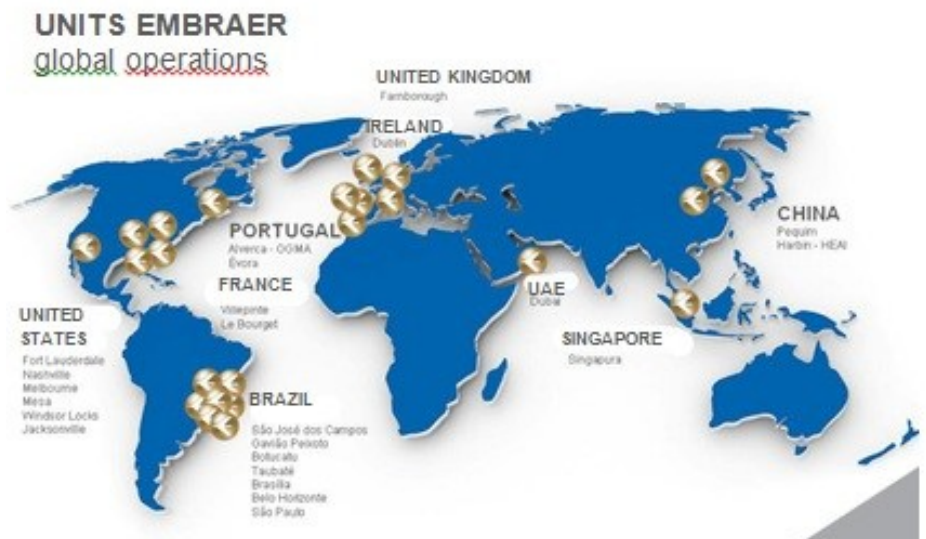 UNITS EMBRAER
global operations
UNITED KINGDOM
Farnborough
IRELAND
Dublin
PORTUGAL
Alverca - OGMA
Évora
FRANCE
Villepinte
Le Bourget
CHINA
Pequim
Harbin - HEAI
UAE
Dubai
SINGAPORE
Singapura
UNITED
STATES
Fort Lauderdale
Nashville
Melbourne
Mesa
Windsor Locks
Jacksonville
BRAZIL
São José dos Campos
Gavião Peixoto
Botucatu
Taubaté
Brasília
Belo Horizonte
São Paulo